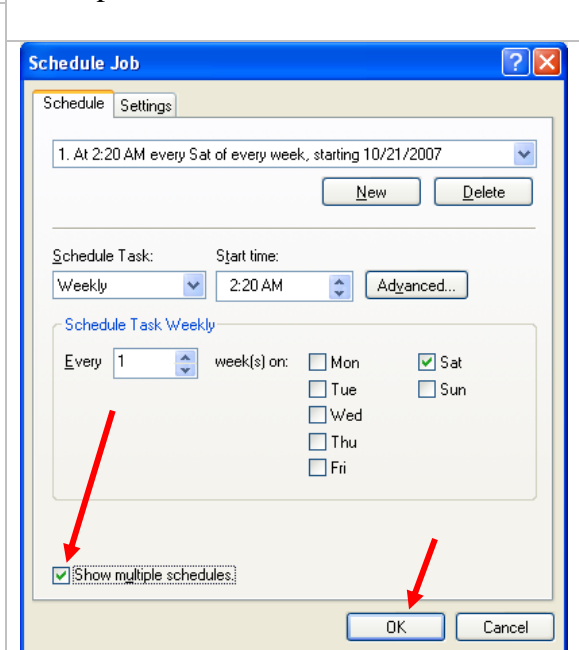 Schedule Job
Schedule Settings
1. At 2:20 AM every Sat of every week, starting 10/21/2007
New Delete
Schedule Task: Start time:
Weekly 2:20 AM Advanced...
Schedule Task Weekly
Every 1 week(s) on: Mon Sat
Tue Sun
Wed
Thu
Fri
Show multiple schedules.
OK Cancel